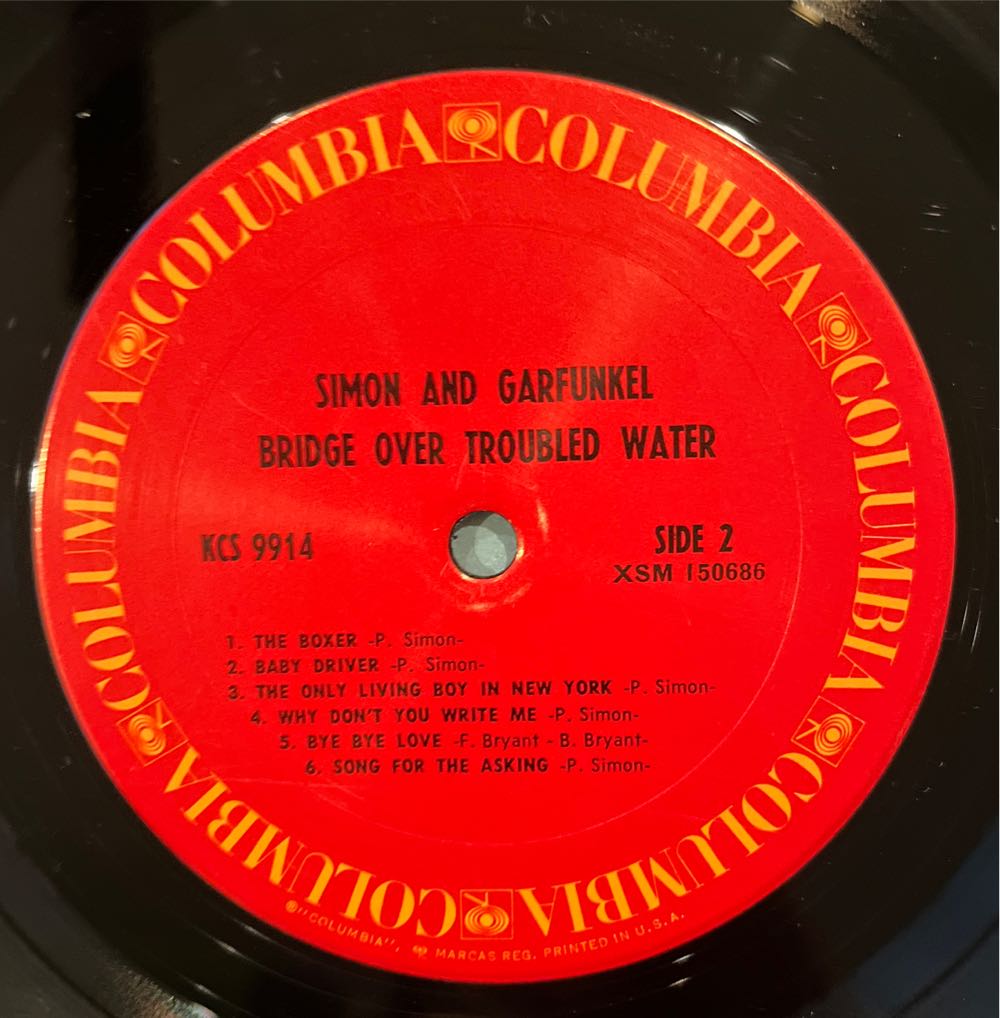 COLUMBIA COLUMBIA COLUMBIA COLUMBIA COLUMBIA COLUMBIA
SIMON AND GARFUNKEL
BRIDGE OVER TROUBLED WATER
KCS 9914
SIDE 2
XSM 150686
1. THE BOXER -P. Simon-
2. BABY DRIVER -P. Simon-
3. THE ONLY LIVING BOY IN NEW YORK -P. Simon-
4. WHY DON'T YOU WRITE ME -P. Simon-
5. BYE BYE LOVE -F. Bryant - B. Bryant-
6. SONG FOR THE ASKING -P. Simon-
®"COLUMBIA", MARCAS REG. PRINTED IN U.S.A.